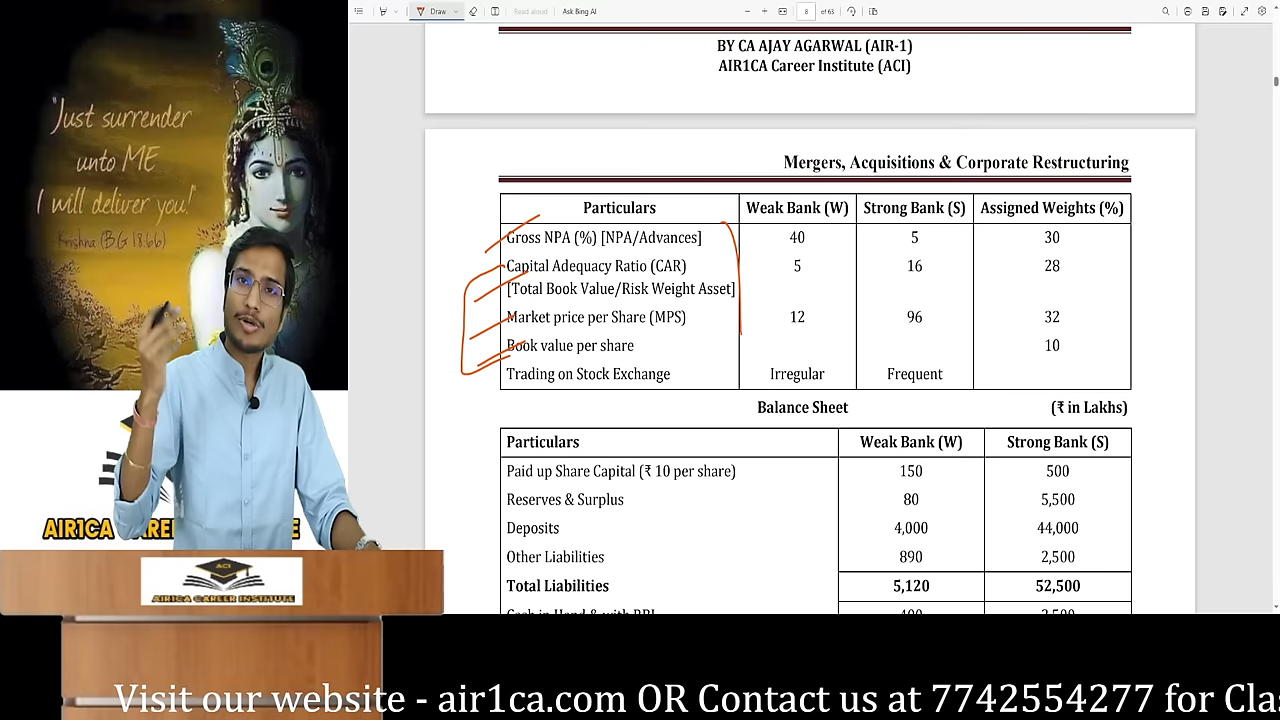 Draw
Read aloud
Ask Bing AI
8
of 63
BY CA AJAY AGARWAL (AIR-1)
AIR1CA Career Institute (ACI)
"Just surrender
unto ME
I will deliver you!"
- Krishna (BG 18:66)
Mergers, Acquisitions & Corporate Restructuring
Particulars Weak Bank (W) Strong Bank (S) Assigned Weights (%)
Gross NPA (%) [NPA/Advances] 40 5 30
Capital Adequacy Ratio (CAR) 5 16 28
[Total Book Value/Risk Weight Asset]
Market price per Share (MPS) 12 96 32
Book value per share 10
Trading on Stock Exchange Irregular Frequent
Balance Sheet (₹ in Lakhs)
Particulars Weak Bank (W) Strong Bank (S)
Paid up Share Capital (₹ 10 per share) 150 500
Reserves & Surplus 80 5,500
Deposits 4,000 44,000
Other Liabilities 890 2,500
Total Liabilities 5,120 52,500
AIR1CA
ACI
AIR1CA CAREER INSTITUTE
Visit our website - air1ca.com OR Contact us at 7742554277 for Cla